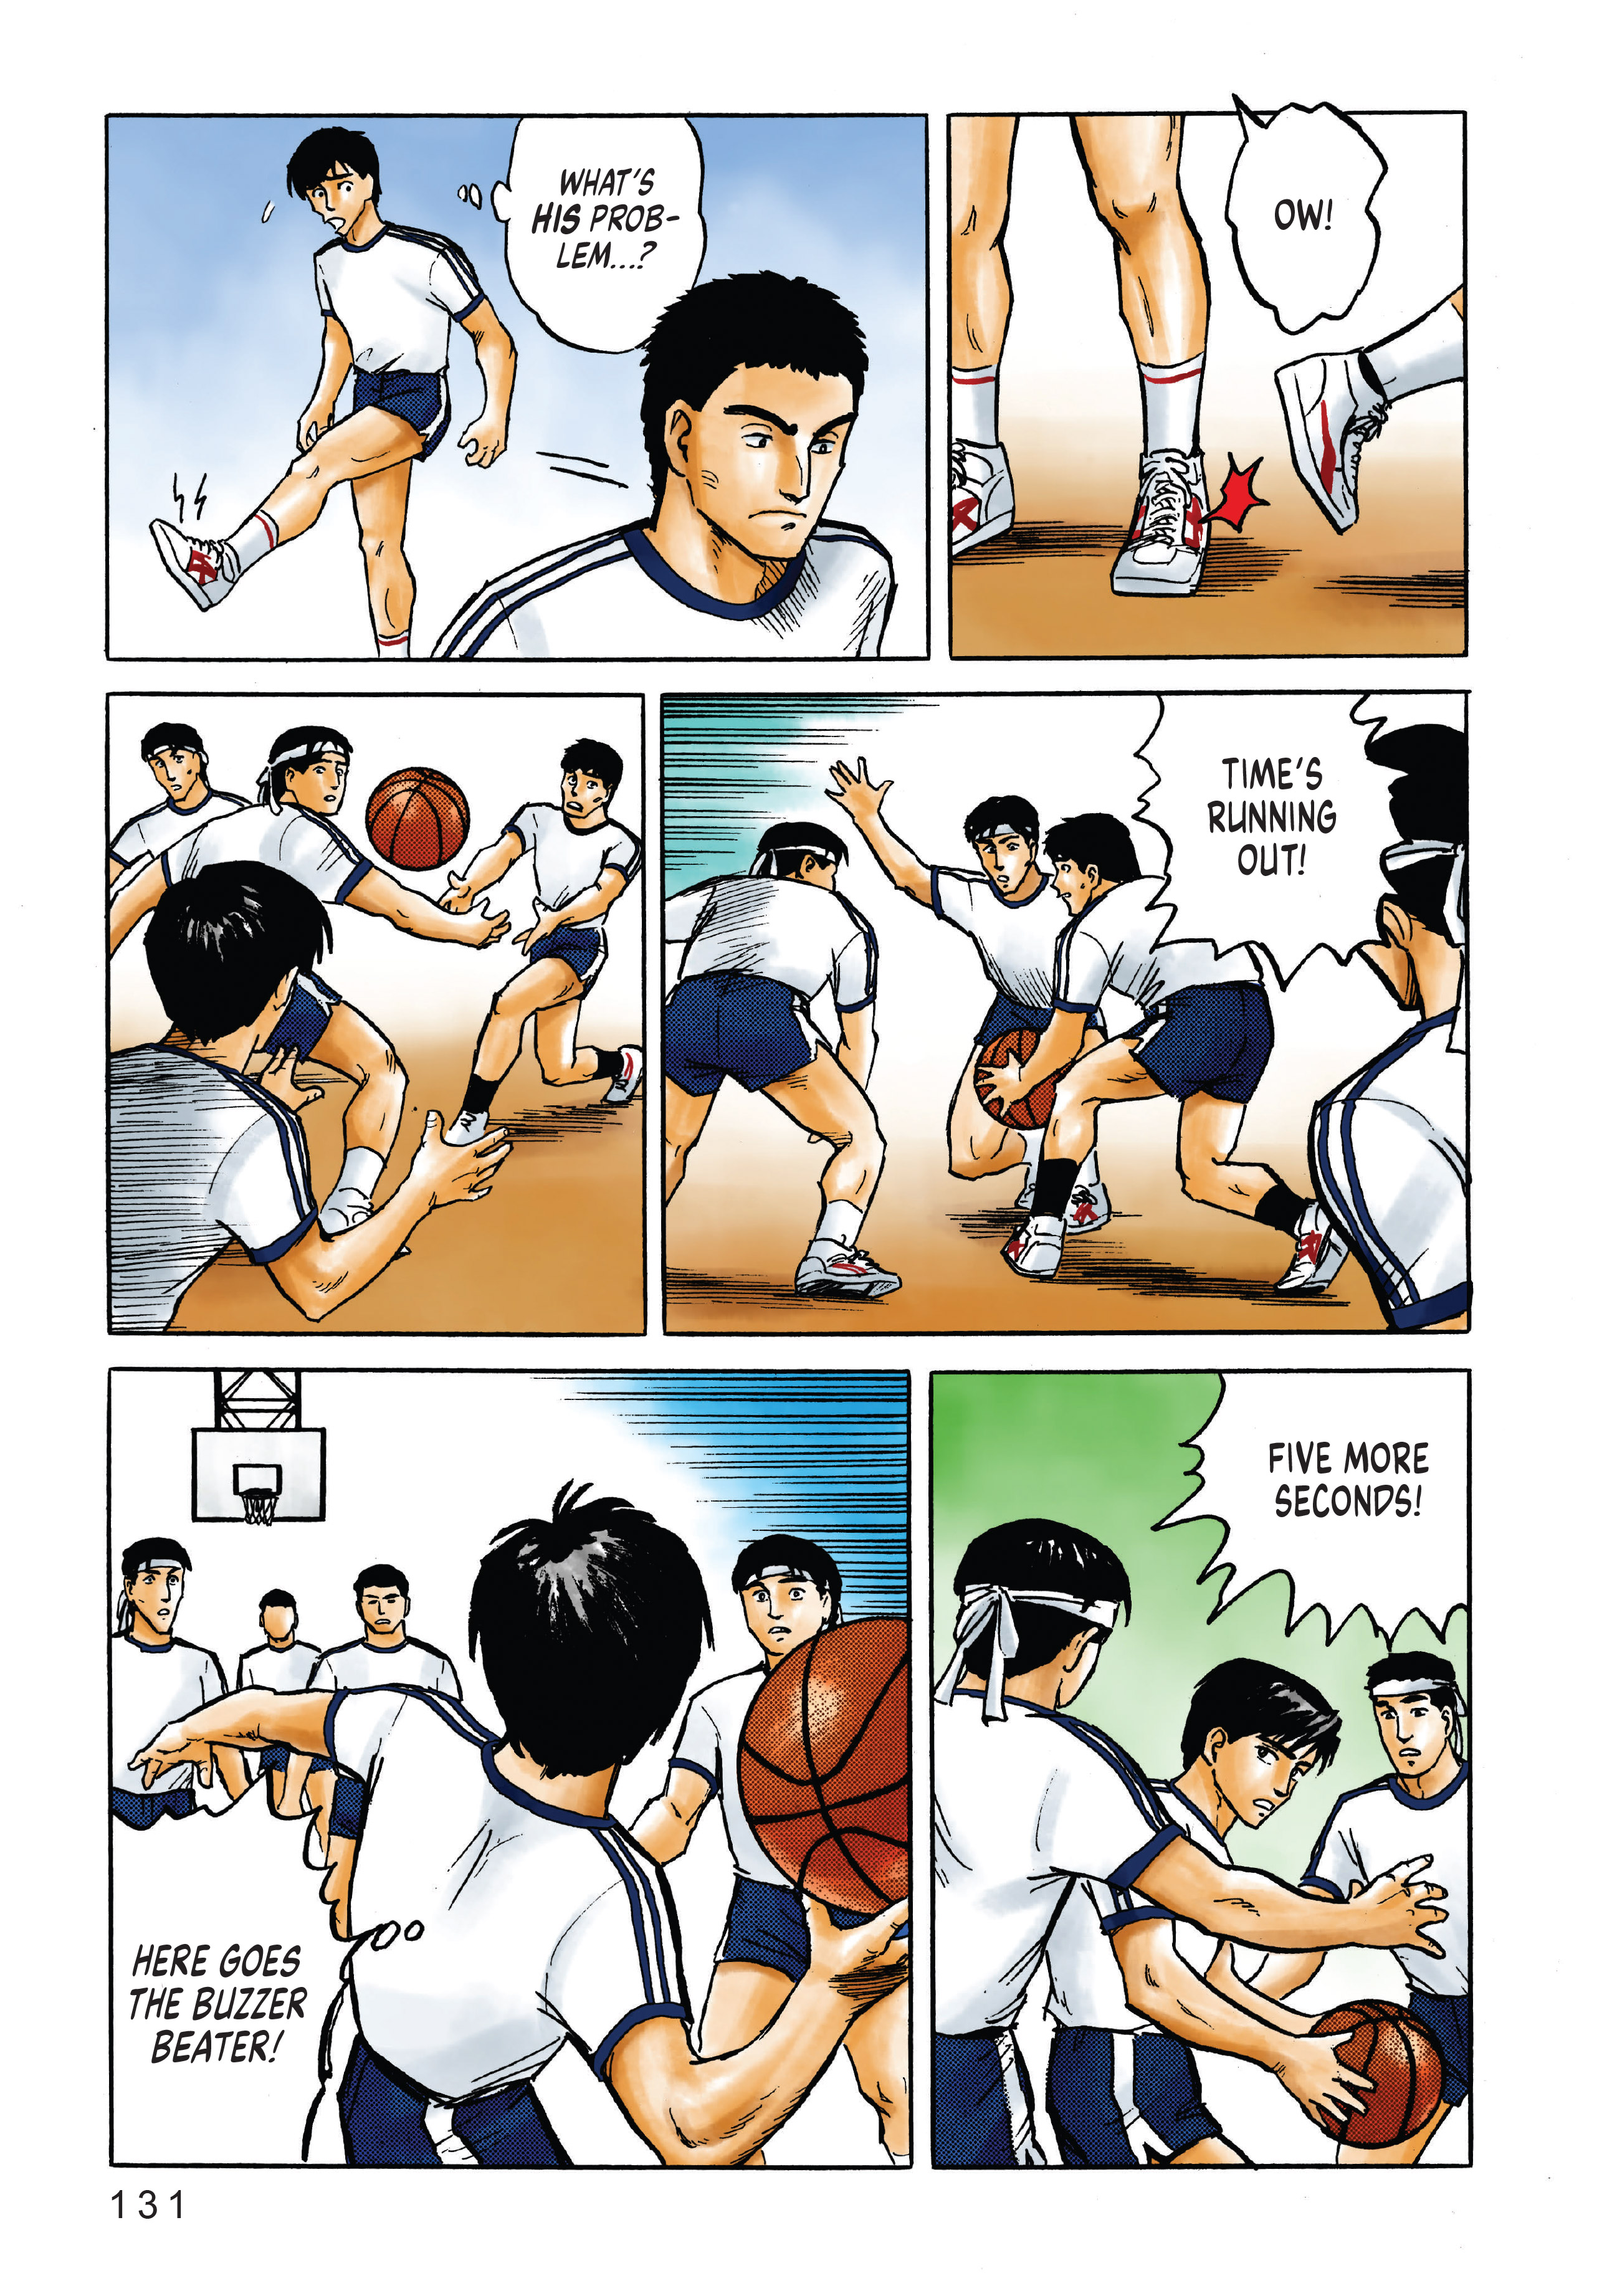 OW!
WHAT'S
HIS PROB-
LEM...?
TIME'S
RUNNING
OUT!
FIVE MORE
SECONDS!
HERE GOES
THE BUZZER
BEATER!
131